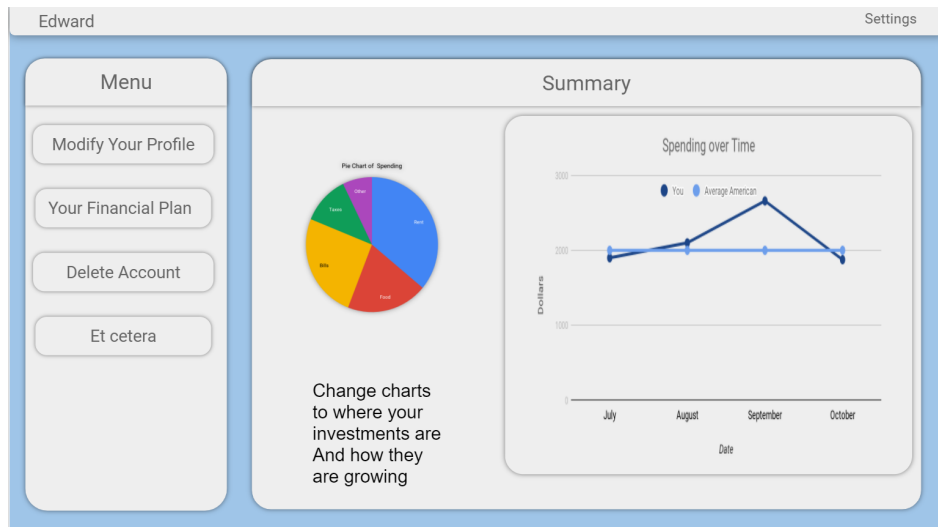 Edward
Settings
Menu
Modify Your Profile
Your Financial Plan
Delete Account
Et cetera
Summary
Pie Chart of Spending
Other
Taxes
Rent
Bills
Food
Change charts
to where your
investments are
And how they
are growing
Spending over Time
3000
You Average American
2000
Dollars
1000
0
July August September October
Date